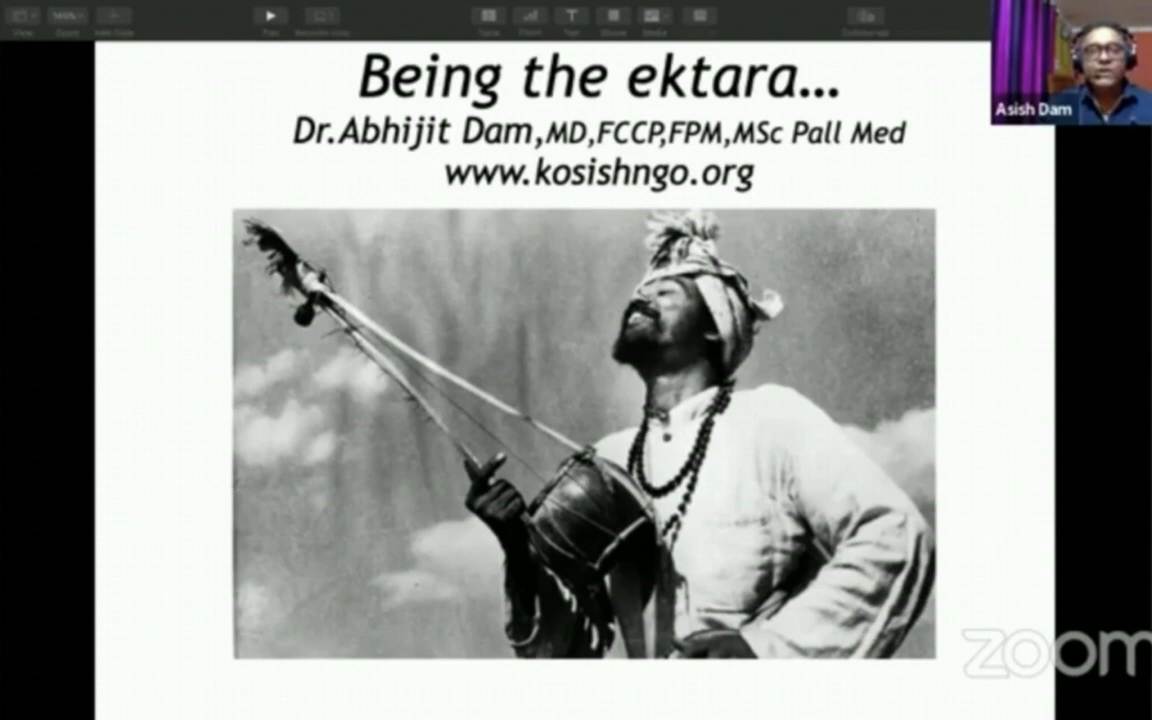 Being the ektara...
Dr.Abhijit Dam,MD,FCCP,FPM,MSc Pall Med
www.kosishngo.org
Asish Dam
zoom